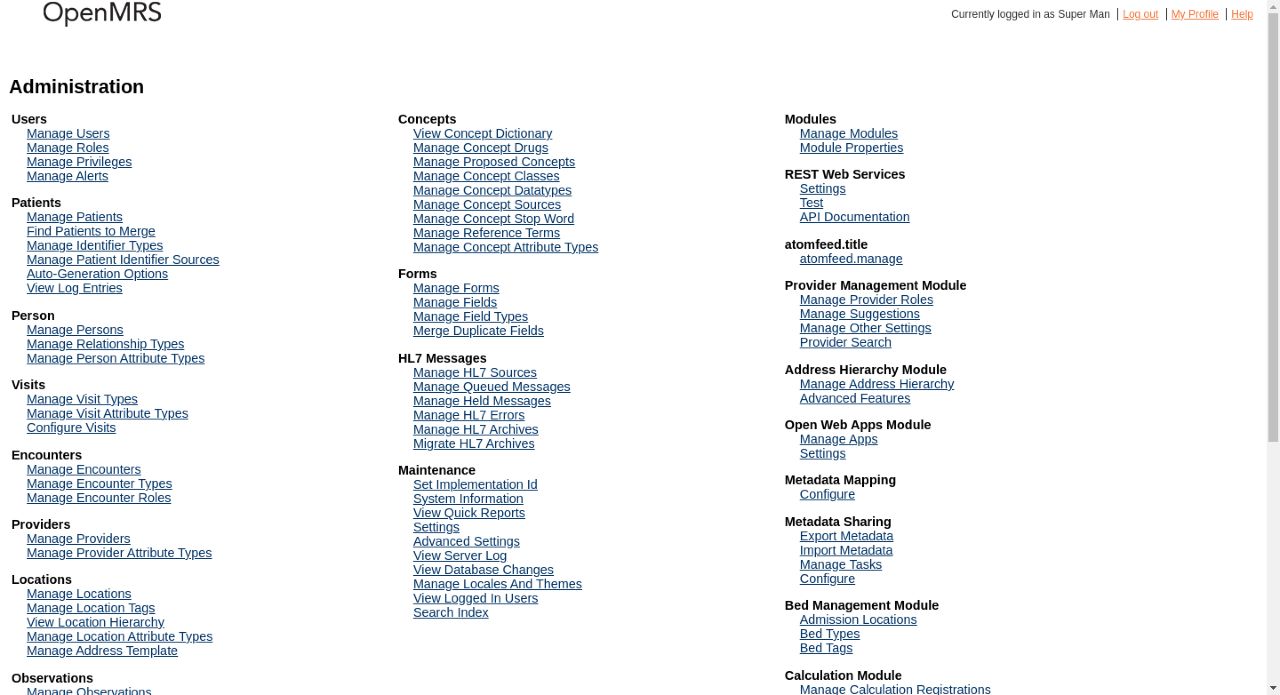 OpenMRS
Currently logged in as Super Man
Log out
My Profile
Help
Administration
Users
Manage Users
Manage Roles
Manage Privileges
Manage Alerts
Patients
Manage Patients
Find Patients to Merge
Manage Identifier Types
Manage Patient Identifier Sources
Auto-Generation Options
View Log Entries
Person
Manage Persons
Manage Relationship Types
Manage Person Attribute Types
Visits
Manage Visit Types
Manage Visit Attribute Types
Configure Visits
Encounters
Manage Encounters
Manage Encounter Types
Manage Encounter Roles
Providers
Manage Providers
Manage Provider Attribute Types
Locations
Manage Locations
Manage Location Tags
View Location Hierarchy
Manage Location Attribute Types
Manage Address Template
Observations
Manage Observations
Concepts
View Concept Dictionary
Manage Concept Drugs
Manage Proposed Concepts
Manage Concept Classes
Manage Concept Datatypes
Manage Concept Sources
Manage Concept Stop Word
Manage Reference Terms
Manage Concept Attribute Types
Forms
Manage Forms
Manage Fields
Manage Field Types
Merge Duplicate Fields
HL7 Messages
Manage HL7 Sources
Manage Queued Messages
Manage Held Messages
Manage HL7 Errors
Manage HL7 Archives
Migrate HL7 Archives
Maintenance
Set Implementation Id
System Information
View Quick Reports
Settings
Advanced Settings
View Server Log
View Database Changes
Manage Locales And Themes
View Logged In Users
Search Index
Modules
Manage Modules
Module Properties
REST Web Services
Settings
Test
API Documentation
atomfeed.title
atomfeed.manage
Provider Management Module
Manage Provider Roles
Manage Suggestions
Manage Other Settings
Provider Search
Address Hierarchy Module
Manage Address Hierarchy
Advanced Features
Open Web Apps Module
Manage Apps
Settings
Metadata Mapping
Configure
Metadata Sharing
Export Metadata
Import Metadata
Manage Tasks
Configure
Bed Management Module
Admission Locations
Bed Types
Bed Tags
Calculation Module
Manage Calculation Registrations